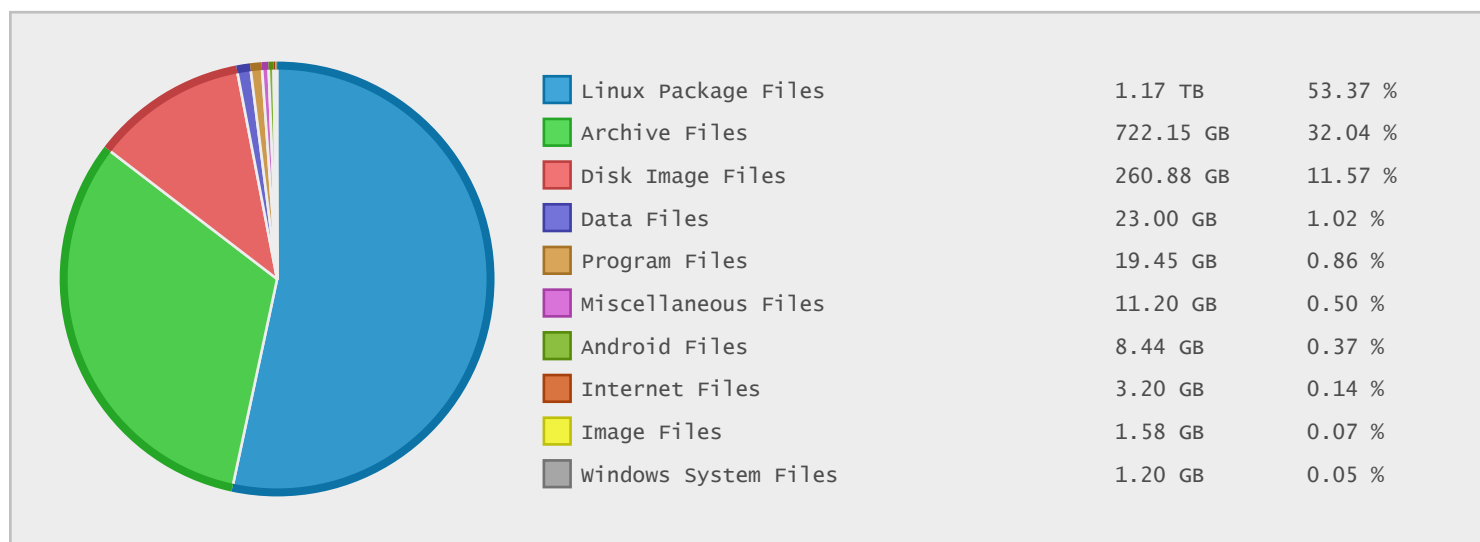 Linux Package Files 1.17 TB 53.37 %
Archive Files 722.15 GB 32.04 %
Disk Image Files 260.88 GB 11.57 %
Data Files 23.00 GB 1.02 %
Program Files 19.45 GB 0.86 %
Miscellaneous Files 11.20 GB 0.50 %
Android Files 8.44 GB 0.37 %
Internet Files 3.20 GB 0.14 %
Image Files 1.58 GB 0.07 %
Windows System Files 1.20 GB 0.05 %